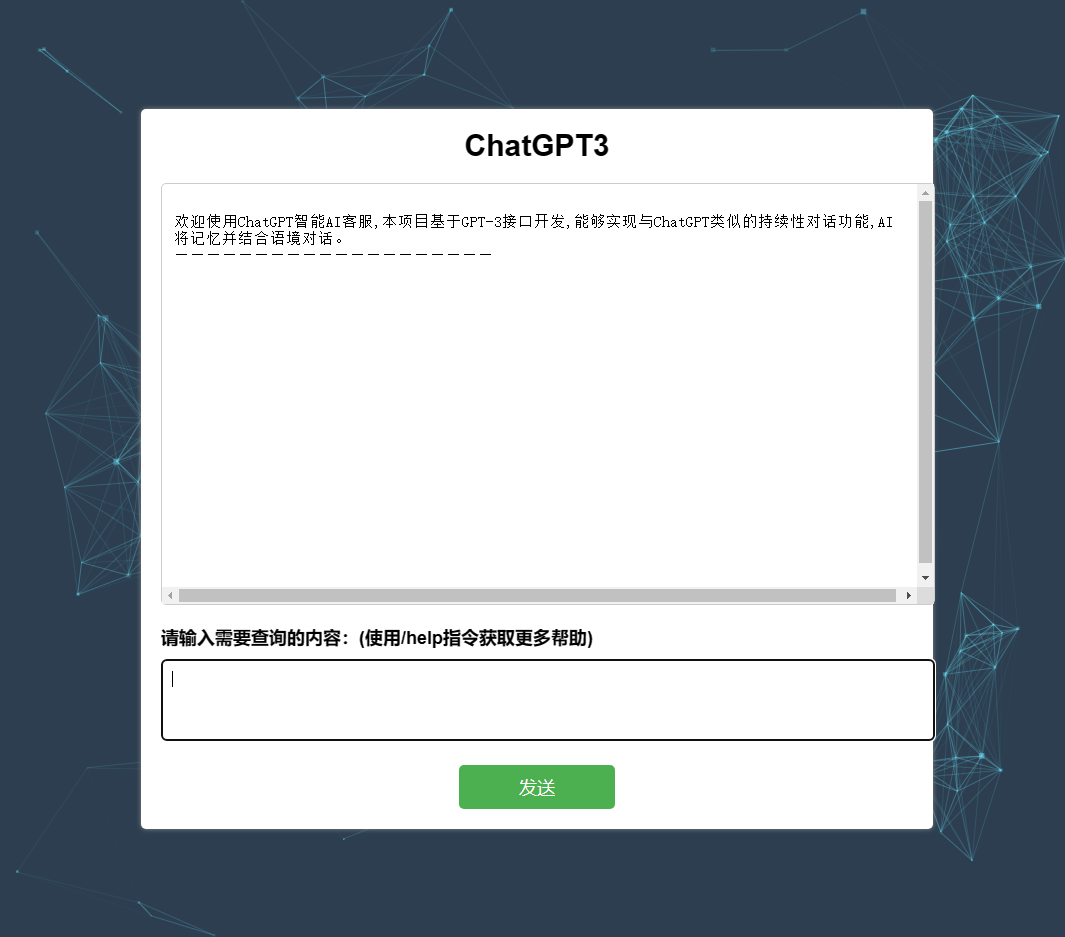 ChatGPT3
欢迎使用ChatGPT智能AI客服,本项目基于GPT-3接口开发,能够实现与ChatGPT类似的持续性对话功能,AI
将记忆并结合语境对话。
————————————————————
请输入需要查询的内容：(使用/help指令获取更多帮助)
发送